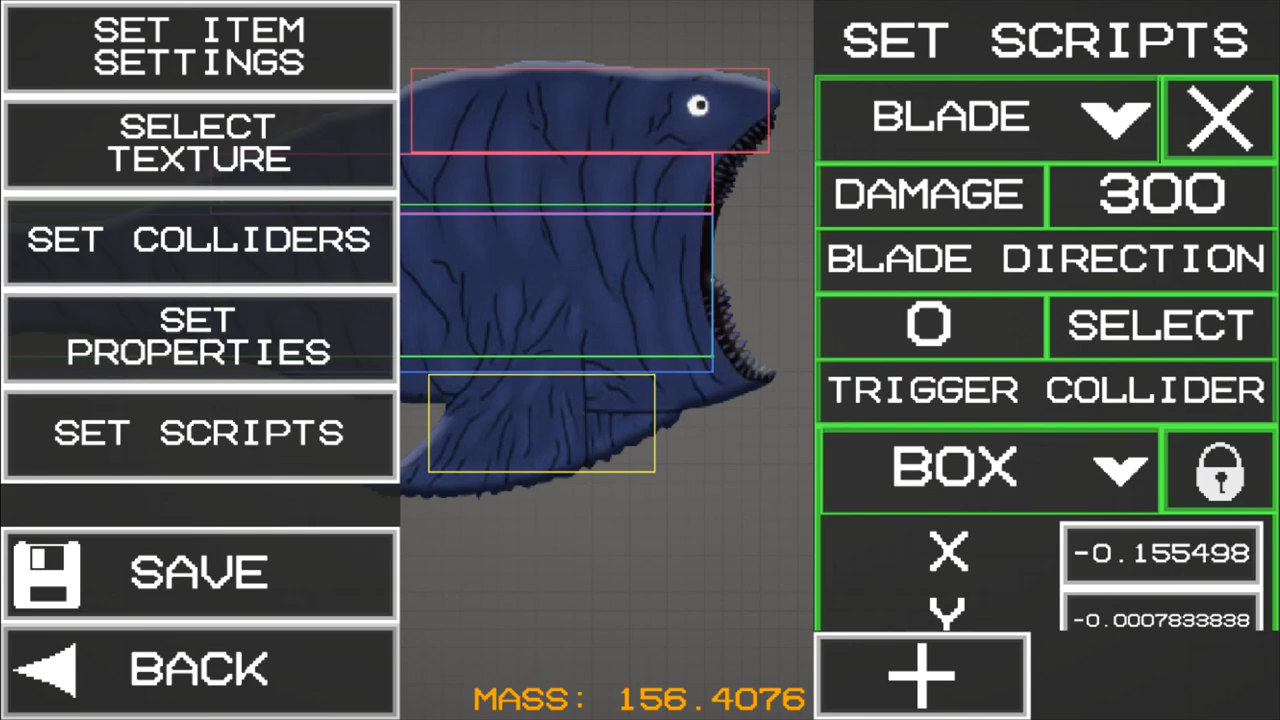 SET ITEM
SETTINGS
SELECT
TEXTURE
SET COLLIDERS
SET
PROPERTIES
SET SCRIPTS
SAVE
BACK
MASS: 156.4076
SET SCRIPTS
BLADE
DAMAGE 300
BLADE DIRECTION
0 SELECT
TRIGGER COLLIDER
BOX
X -0.155498
Y -0.0007833838